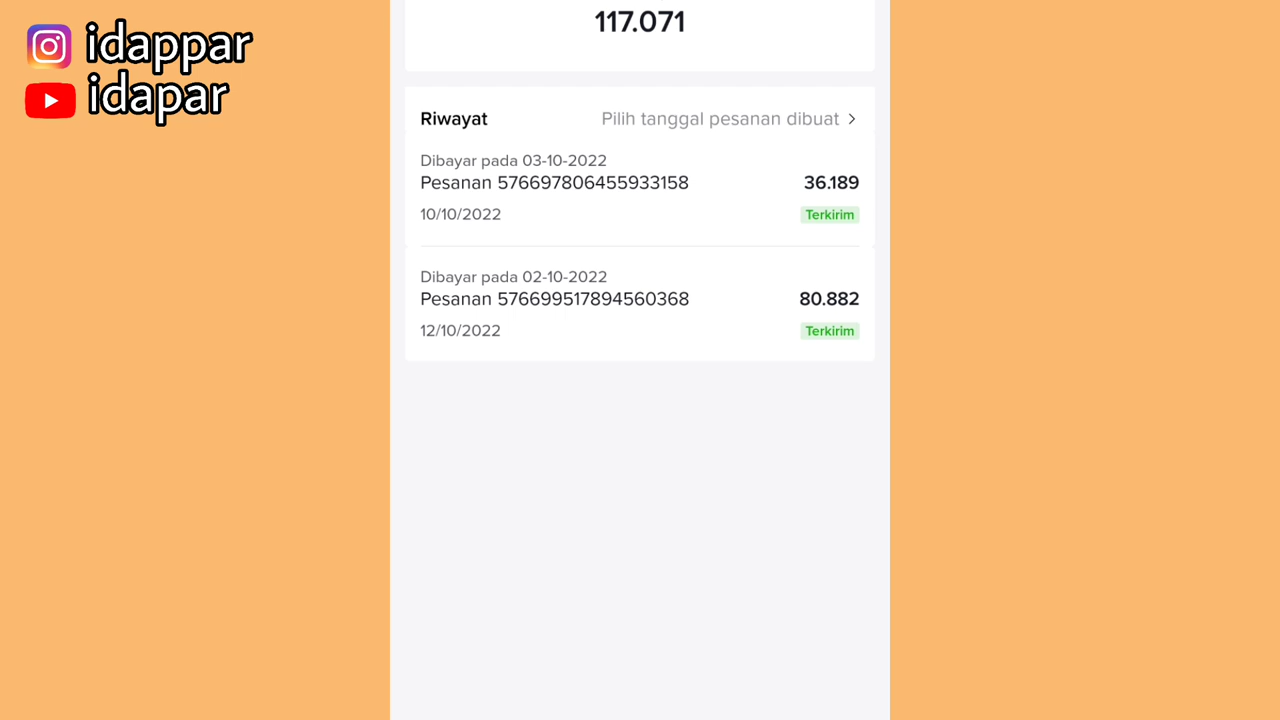 idappar
idapar
117.071
Riwayat Pilih tanggal pesanan dibuat >
Dibayar pada 03-10-2022
Pesanan 576697806455933158 36.189
10/10/2022 Terkirim
Dibayar pada 02-10-2022
Pesanan 576699517894560368 80.882
12/10/2022 Terkirim